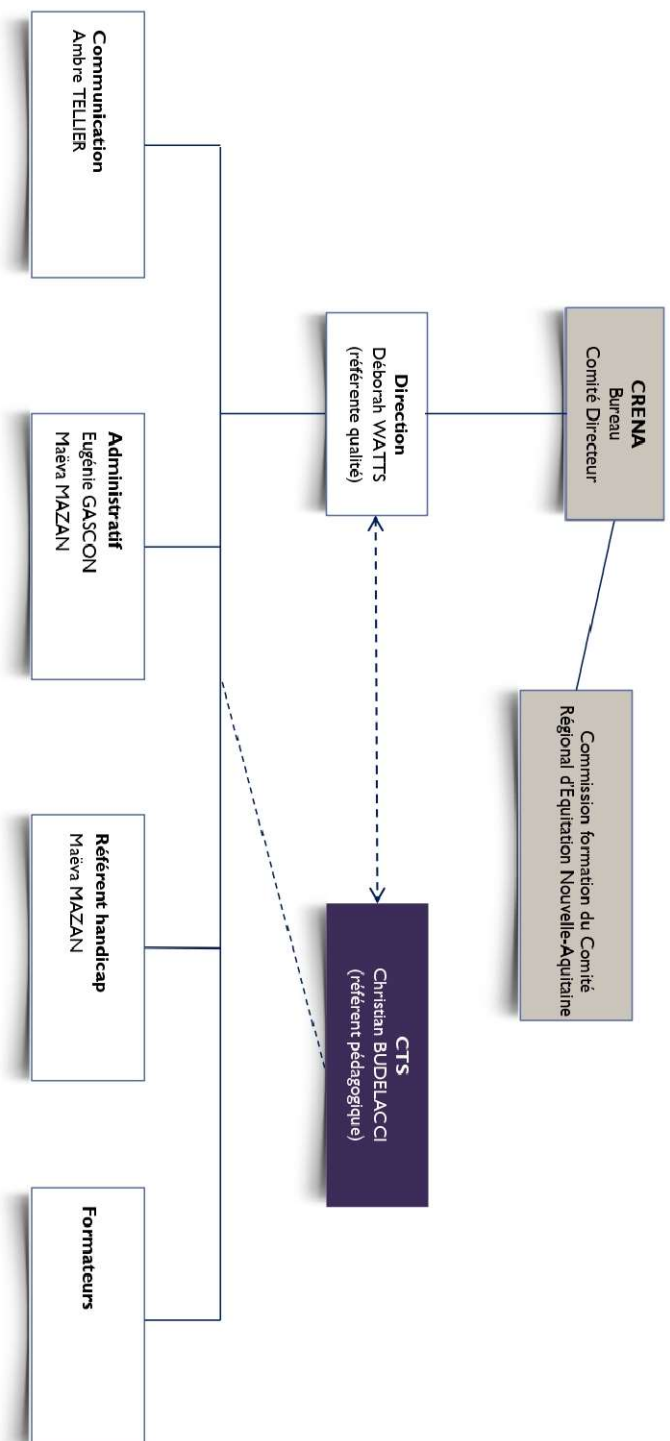 CRENA
Bureau
Comité Directeur
Commission formation du Comité
Régional d'Equitation Nouvelle-Aquitaine
Direction
Déborah WATTS
(référente qualité)
CTS
Christian BUDELACCI
(référent pédagogique)
Communication
Ambre TELLIER
Administratif
Eugénie GASCON
Maëva MAZAN
Référent handicap
Maëva MAZAN
Formateurs